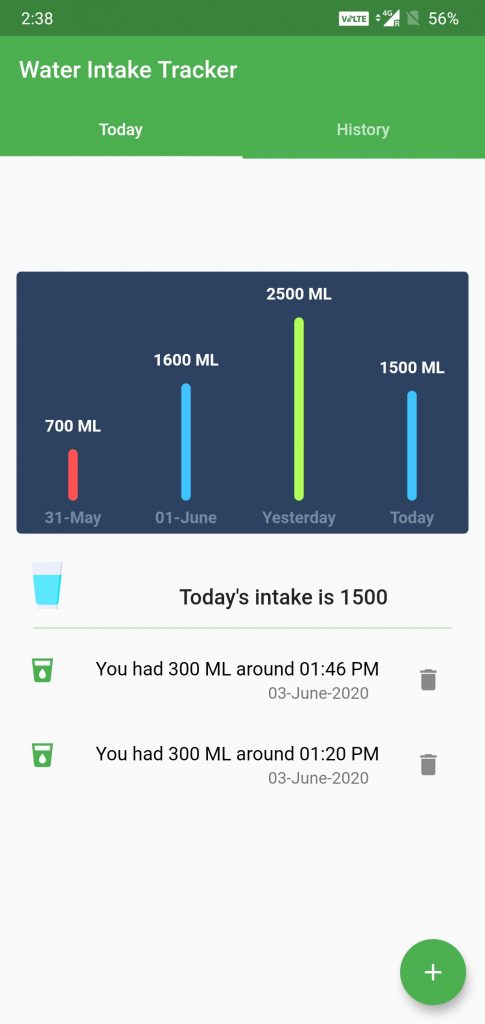 2:38 VoLTE 4G R 56%
Water Intake Tracker
Today History
2500 ML
1600 ML
1500 ML
700 ML
31-May 01-June Yesterday Today
Today's intake is 1500
You had 300 ML around 01:46 PM
03-June-2020
You had 300 ML around 01:20 PM
03-June-2020
+